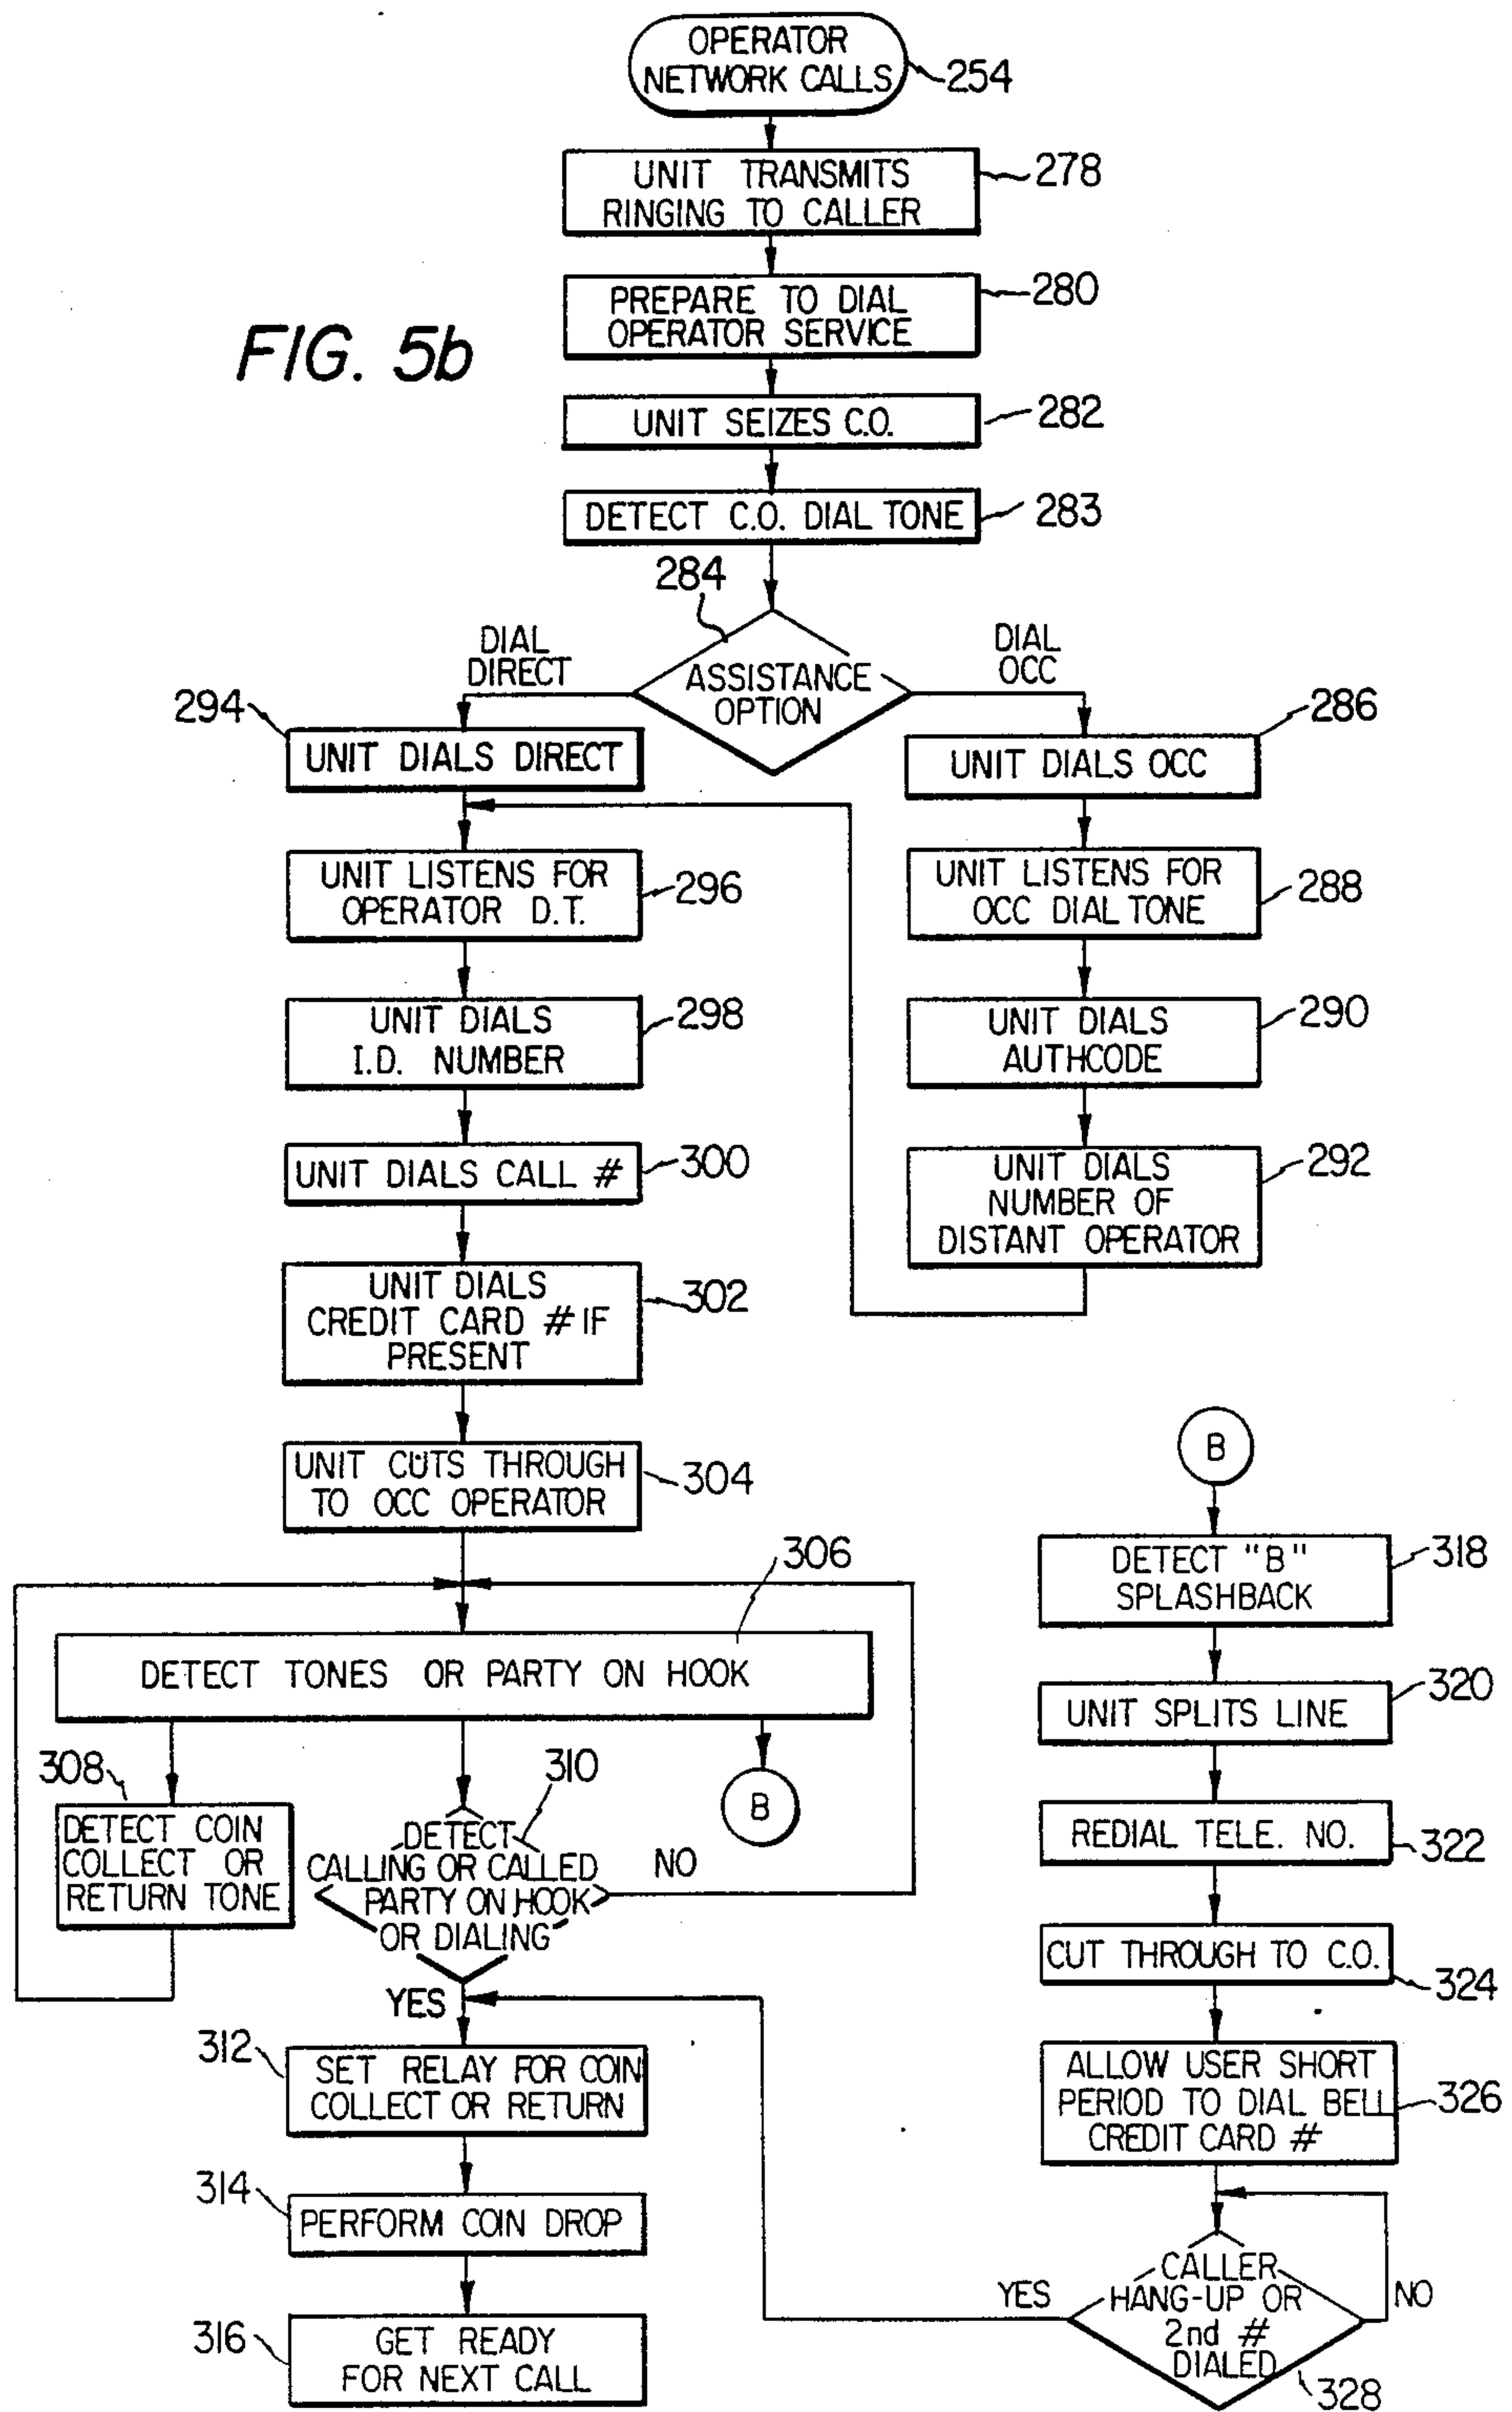 OPERATOR
NETWORK CALLS
254
UNIT TRANSMITS
RINGING TO CALLER
278
PREPARE TO DIAL
OPERATOR SERVICE
280
FIG. 5b
UNIT SEIZES C.O.
282
DETECT C.O. DIAL TONE
283
284
ASSISTANCE
OPTION
DIAL
DIRECT
DIAL
OCC
294
UNIT DIALS DIRECT
286
UNIT DIALS OCC
UNIT LISTENS FOR
OPERATOR D.T.
296
UNIT LISTENS FOR
OCC DIAL TONE
288
UNIT DIALS
I.D. NUMBER
298
UNIT DIALS
AUTHCODE
290
UNIT DIALS CALL #
300
UNIT DIALS
NUMBER OF
DISTANT OPERATOR
292
UNIT DIALS
CREDIT CARD # IF
PRESENT
302
UNIT CUTS THROUGH
TO OCC OPERATOR
304
306
DETECT TONES OR PARTY ON HOOK
308
DETECT COIN
COLLECT OR
RETURN TONE
310
DETECT
CALLING OR CALLED
PARTY ON HOOK
OR DIALING
NO
B
YES
312
SET RELAY FOR COIN
COLLECT OR RETURN
314
PERFORM COIN DROP
316
GET READY
FOR NEXT CALL
B
DETECT "B"
SPLASHBACK
318
UNIT SPLITS LINE
320
REDIAL TELE. NO.
322
CUT THROUGH TO C.O.
324
ALLOW USER SHORT
PERIOD TO DIAL BELL
CREDIT CARD #
326
CALLER
HANG-UP OR
2nd #
DIALED
YES
NO
328